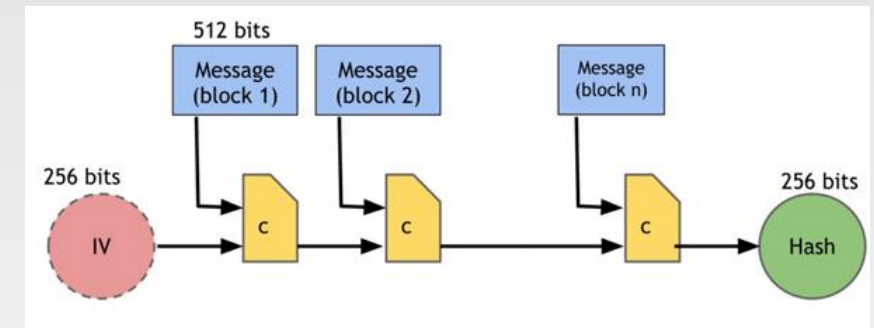 512 bits
Message
(block 1)
Message
(block 2)
Message
(block n)
256 bits
IV
C
C
C
256 bits
Hash